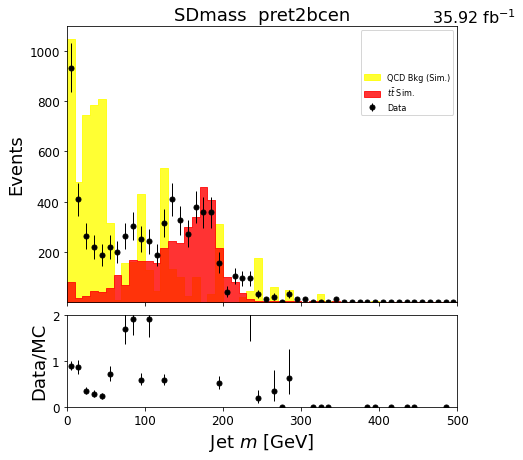 SDmass pret2bcen
35.92 fb⁻¹
1000
800
600
400
200
Events
QCD Bkg (Sim.)
tt̄ Sim.
Data
2
1
0
Data/MC
0 100 200 300 400 500
Jet m [GeV]